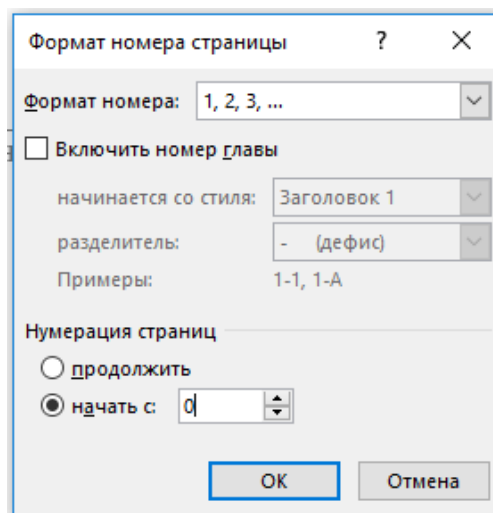 Формат номера страницы ?
Формат номера: 1, 2, 3, ...
Включить номер главы
начинается со стиля: Заголовок 1
разделитель: - (дефис)
Примеры: 1-1, 1-A
Нумерация страниц
продолжить
начать с: 0
ОК Отмена